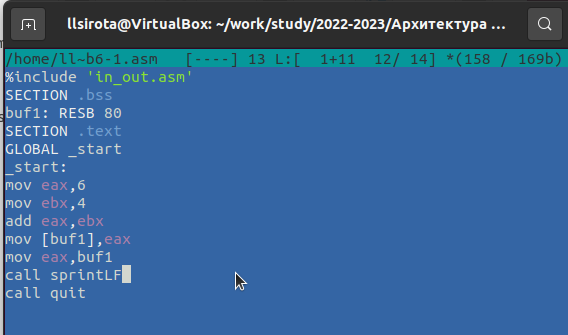 llsirota@VirtualBox: ~/work/study/2022-2023/Архитектура ...
/home/ll~b6-1.asm [----] 13 L:[ 1+11 12/ 14] *(158 / 169b)
%include 'in_out.asm'
SECTION .bss
buf1: RESB 80
SECTION .text
GLOBAL _start
_start:
mov eax,6
mov ebx,4
add eax,ebx
mov [buf1],eax
mov eax,buf1
call sprintLF
call quit